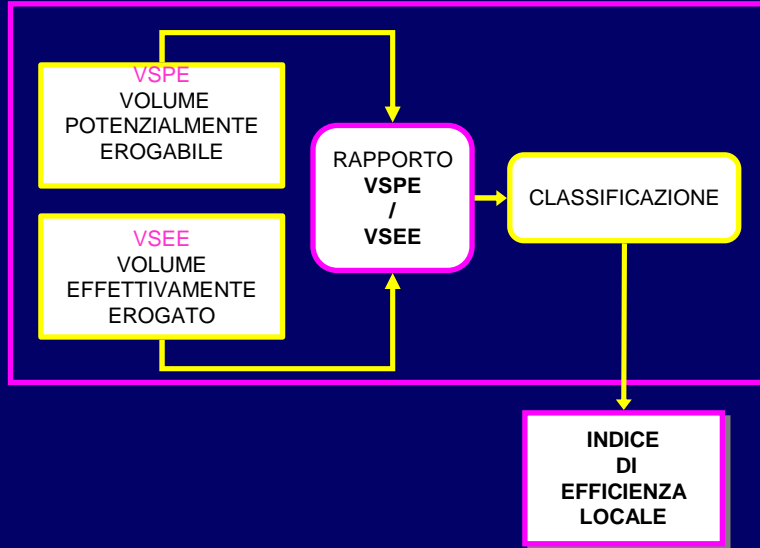 VSPE
VOLUME
POTENZIALMENTE
EROGABILE
VSEE
VOLUME
EFFETTIVAMENTE
EROGATO
RAPPORTO
VSPE
/
VSEE
CLASSIFICAZIONE
INDICE
DI
EFFICIENZA
LOCALE